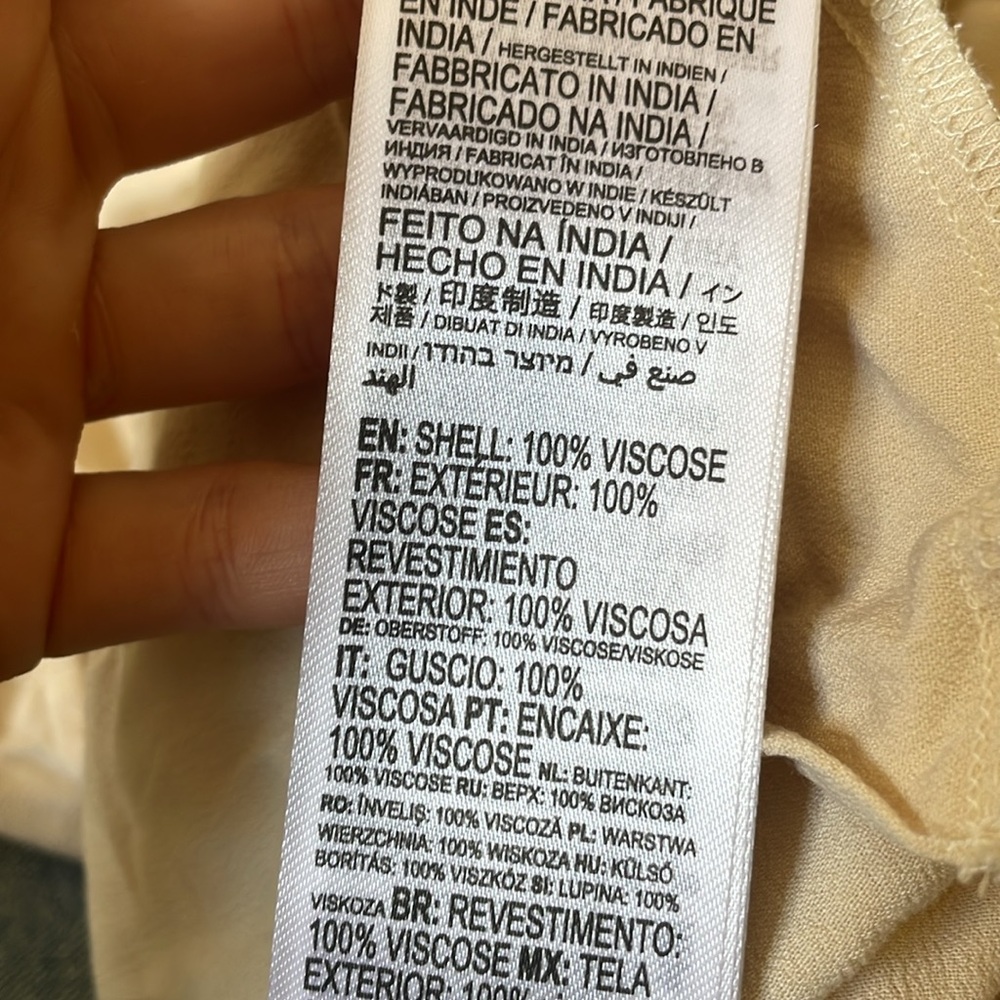 FABRIQUÉ
EN INDE / FABRICADO EN
INDIA / HERGESTELLT IN INDIEN /
FABBRICATO IN INDIA /
FABRICADO NA INDIA /
VERVAARDIGD IN INDIA / ИЗГОТОВЛЕНО В
ИНДИЯ / FABRICAT ÎN INDIA /
WYPRODUKOWANO W INDIE / KÉSZÜLT
INDIÁBAN / PROIZVEDENO V INDIJI /
FEITO NA ÍNDIA /
HECHO EN INDIA / イン
ド製 / 印度制造 / 印度製造 / 인도
제품 / DIBUAT DI INDIA / VYROBENO V
INDII / מיוצר בהודו / صنع في
الهند
EN: SHELL: 100% VISCOSE
FR: EXTÉRIEUR: 100%
VISCOSE ES:
REVESTIMIENTO
EXTERIOR: 100% VISCOSA
DE: OBERSTOFF: 100% VISCOSE/VISKOSE
IT: GUSCIO: 100%
VISCOSA PT: ENCAIXE:
100% VISCOSE NL: BUITENKANT:
100% VISCOSE RU: ВЕРХ: 100% ВИСКОЗА
RO: ÎNVELIȘ: 100% VISCOZĂ PL: WARSTWA
WIERZCHNIA: 100% WISKOZA HU: KÜLSŐ
BORÍTÁS: 100% VISZKÓZ SI: LUPINA: 100%
VISKOZA BR: REVESTIMENTO:
100% VISCOSE MX: TELA
EXTERIOR: 100%